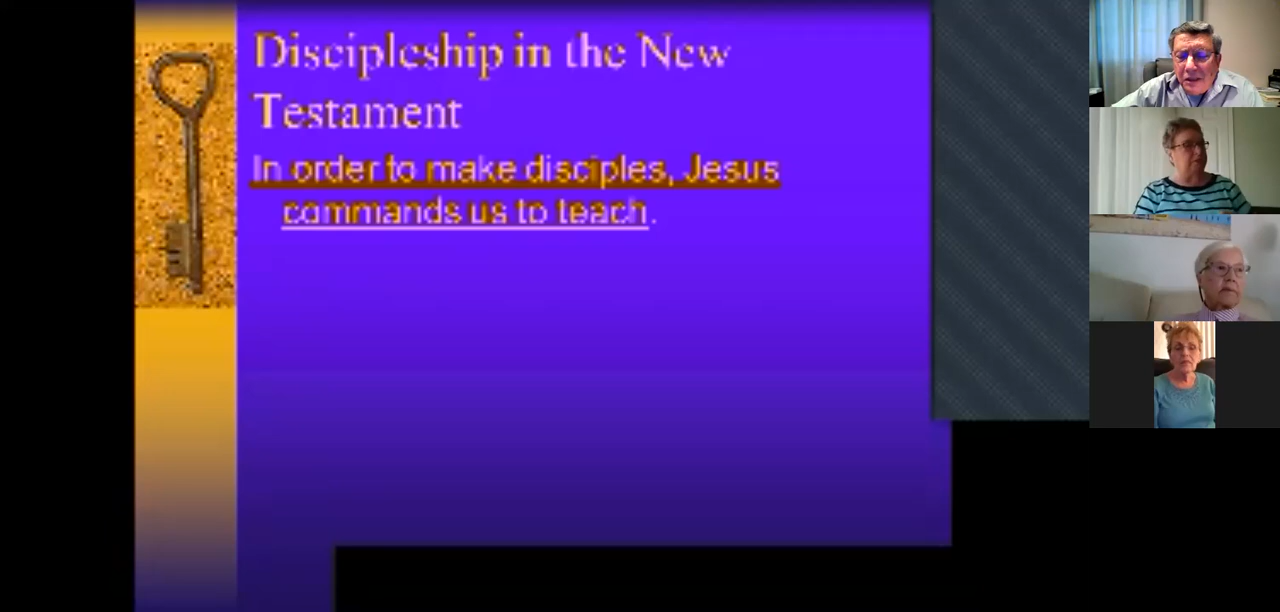 Discipleship in the New
Testament
In order to make disciples, Jesus
commands us to teach.